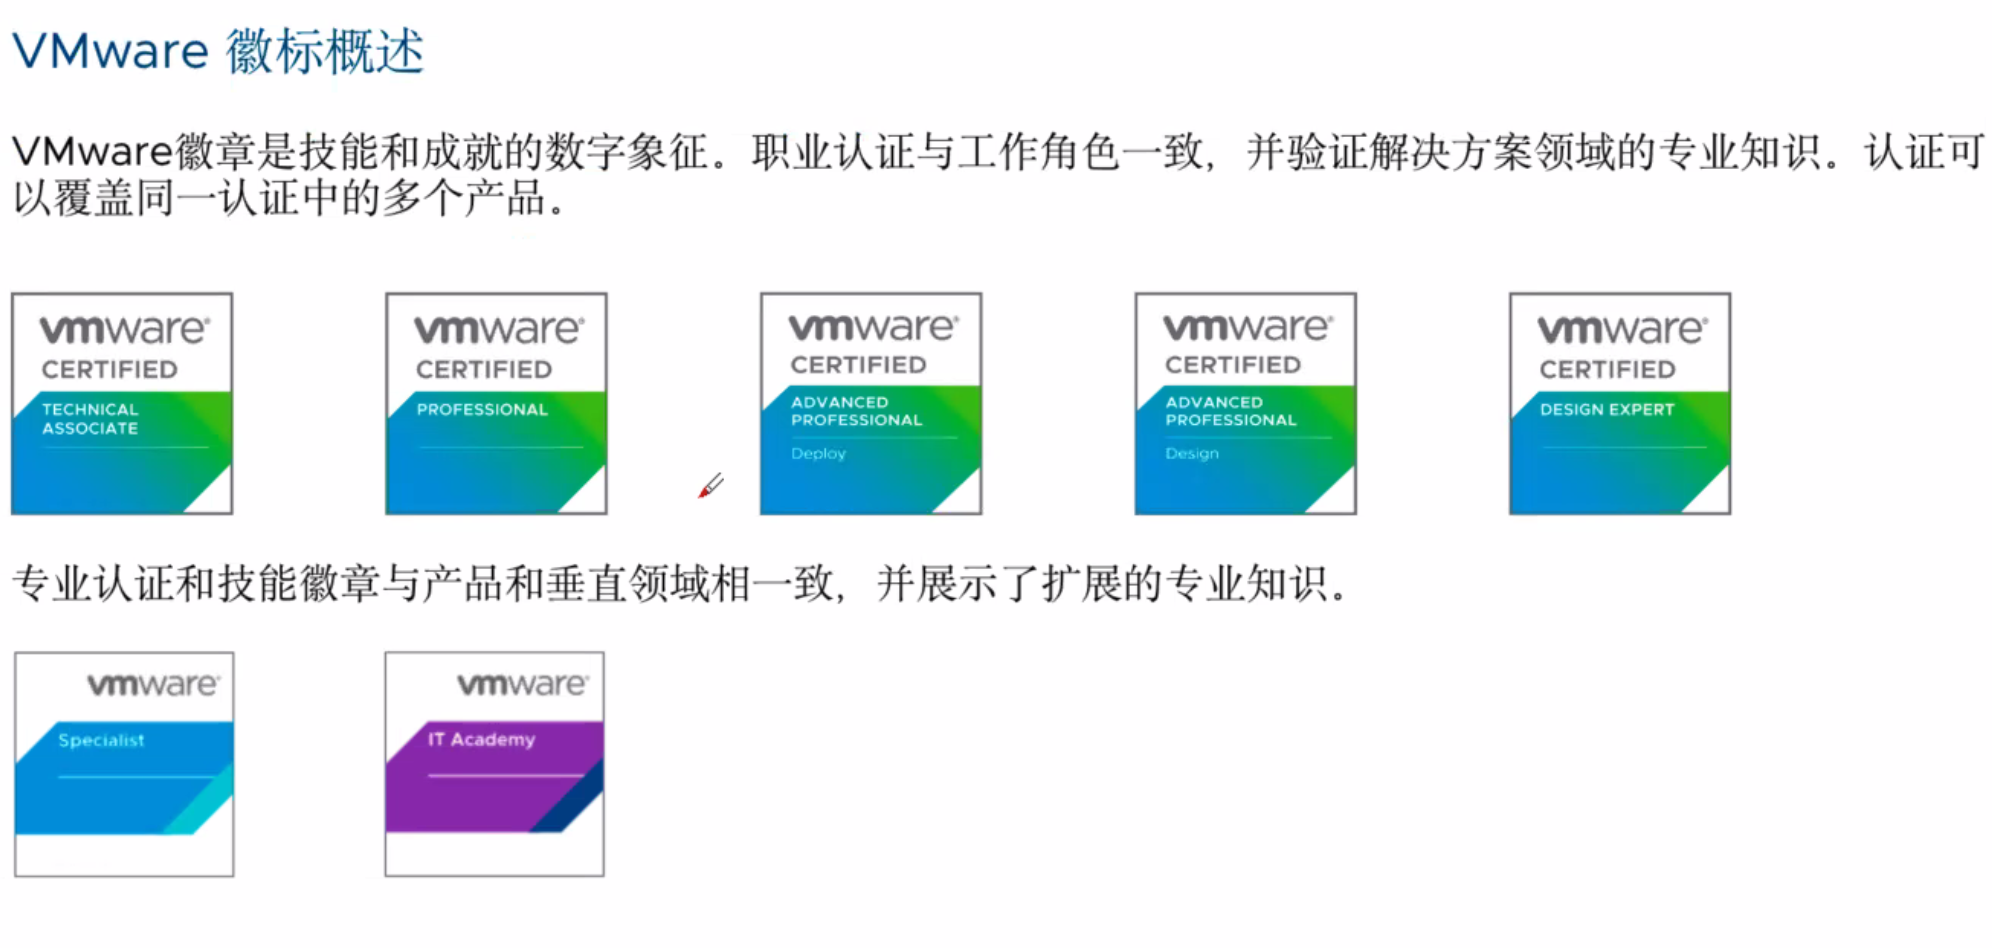 VMware 徽标概述
VMware徽章是技能和成就的数字象征。职业认证与工作角色一致，并验证解决方案领域的专业知识。认证可
以覆盖同一认证中的多个产品。
vmware®
CERTIFIED
TECHNICAL
ASSOCIATE
vmware®
CERTIFIED
PROFESSIONAL
vmware®
CERTIFIED
ADVANCED
PROFESSIONAL
Deploy
vmware®
CERTIFIED
ADVANCED
PROFESSIONAL
Design
vmware®
CERTIFIED
DESIGN EXPERT
专业认证和技能徽章与产品和垂直领域相一致，并展示了扩展的专业知识。
vmware®
Specialist
vmware®
IT Academy